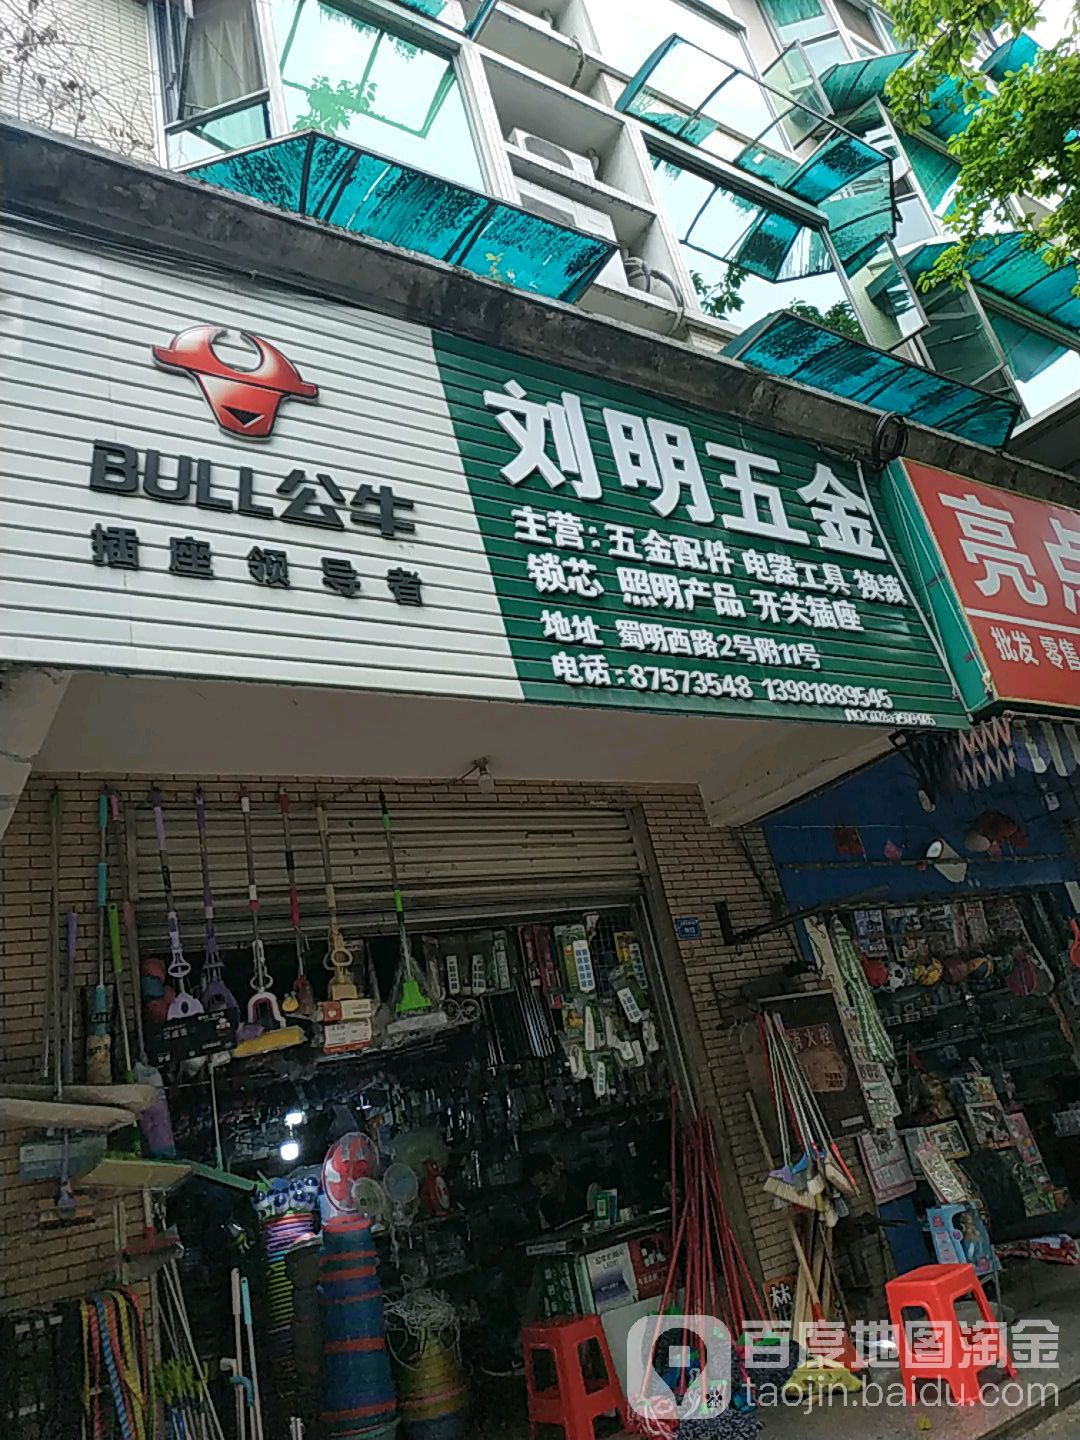 BULL公牛
插座领导者
刘明五金
主营:五金配件 电器工具 换锁
锁芯 照明产品 开关插座
地址 蜀明西路2号附11号
电话:87573548 13981889545
亮点
批发 零售
百度地图淘金
taojin.baidu.com